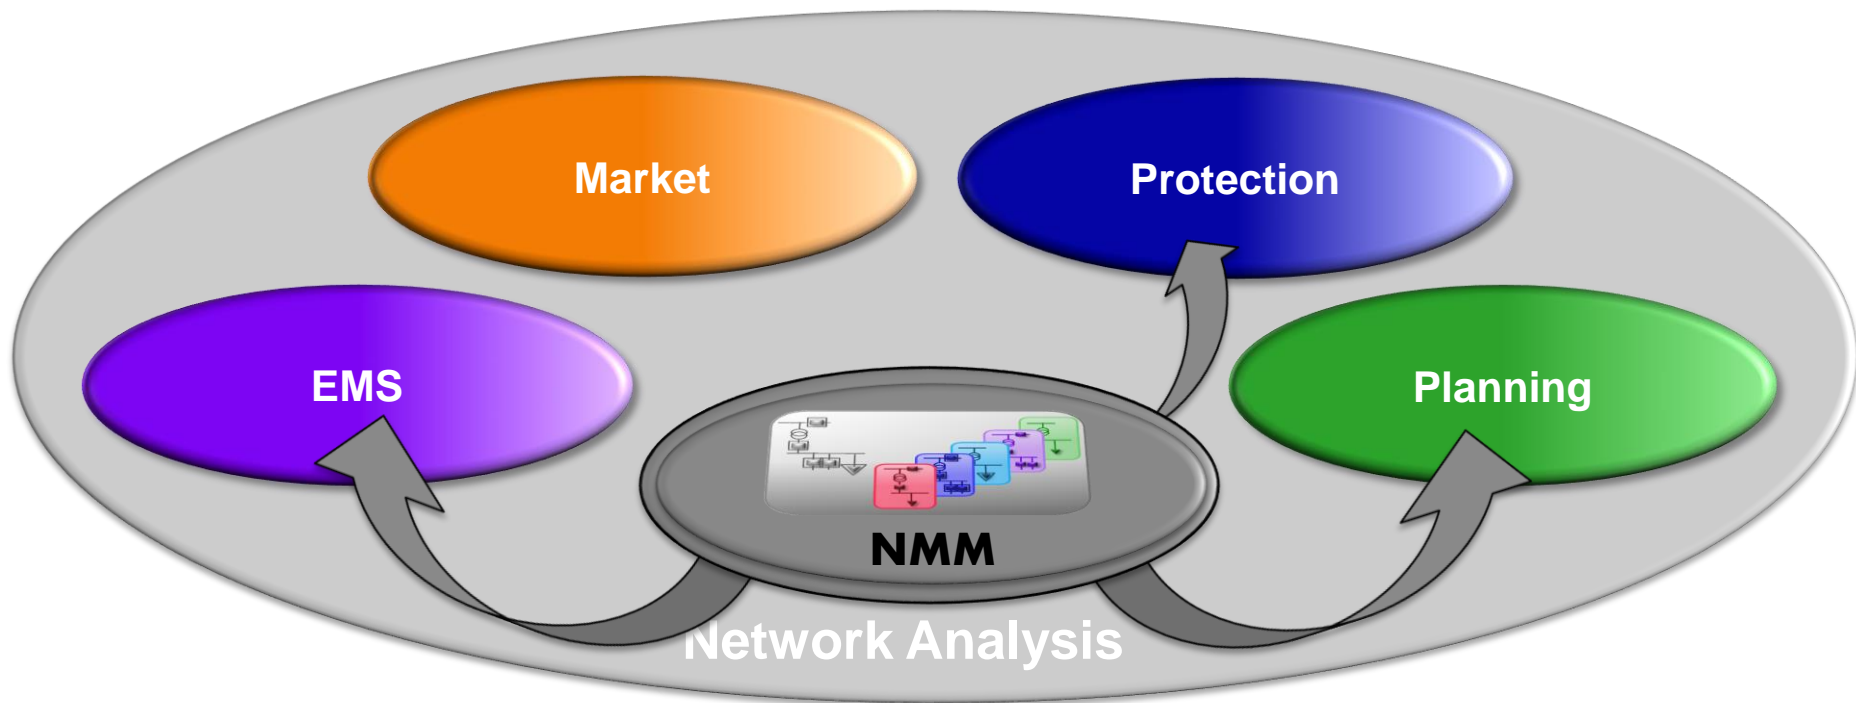 Market
Protection
EMS
Planning
NMM
Network Analysis